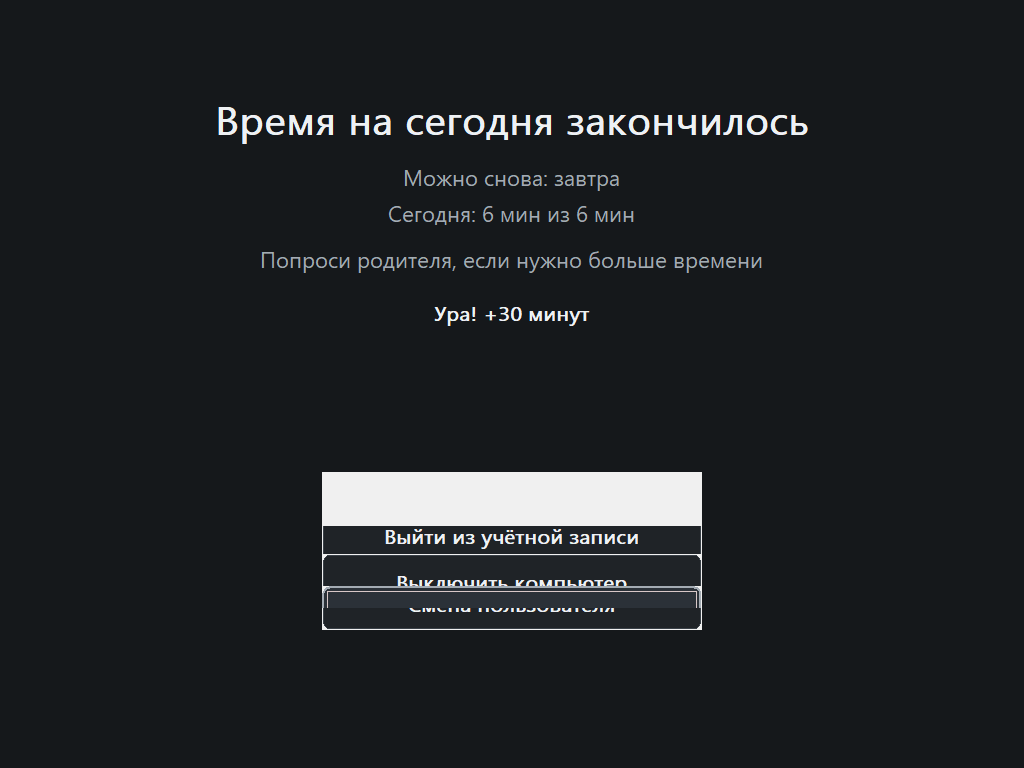 Время на сегодня закончилось
Можно снова: завтра
Сегодня: 6 мин из 6 мин
Попроси родителя, если нужно больше времени
Ура! +30 минут
Выйти из учётной записи
Выключить компьютер
Смена пользователя